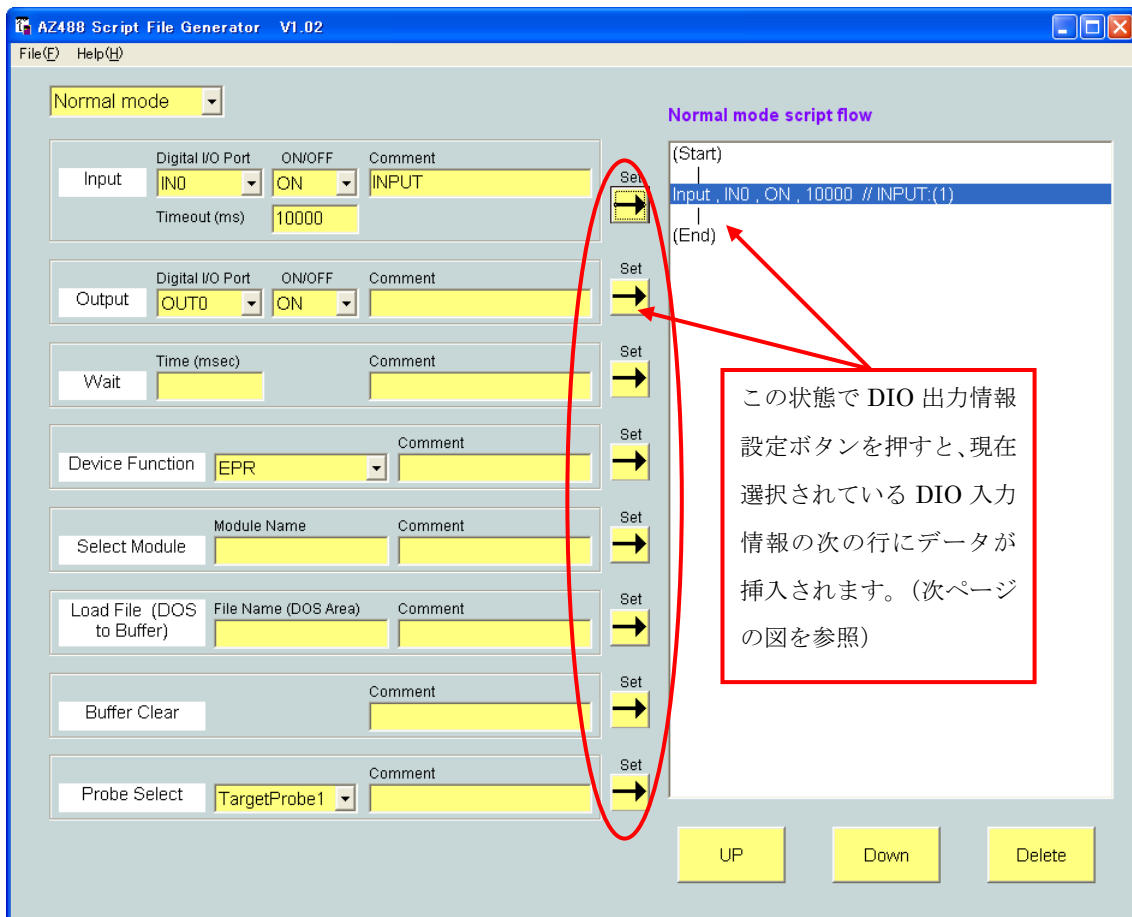 AZ488 Script File Generator V1.02
File(F) Help(H)
Normal mode
Normal mode script flow
Input
Digital I/O Port ON/OFF Comment
IN0 ON INPUT
Timeout (ms) 10000
Set
(Start)
Input , IN0 , ON , 10000 // INPUT:(1)
(End)
Output
Digital I/O Port ON/OFF Comment
OUT0 ON
Set
Wait
Time (msec) Comment
Set
Device Function
Comment
EPR
Set
Select Module
Module Name Comment
Set
Load File (DOS
to Buffer)
File Name (DOS Area) Comment
Set
Buffer Clear
Comment
Set
Probe Select
Comment
TargetProbe1
Set
この状態で DIO 出力情報
設定ボタンを押すと、現在
選択されている DIO 入力
情報の次の行にデータが
挿入されます。（次ページ
の図を参照）
UP Down Delete